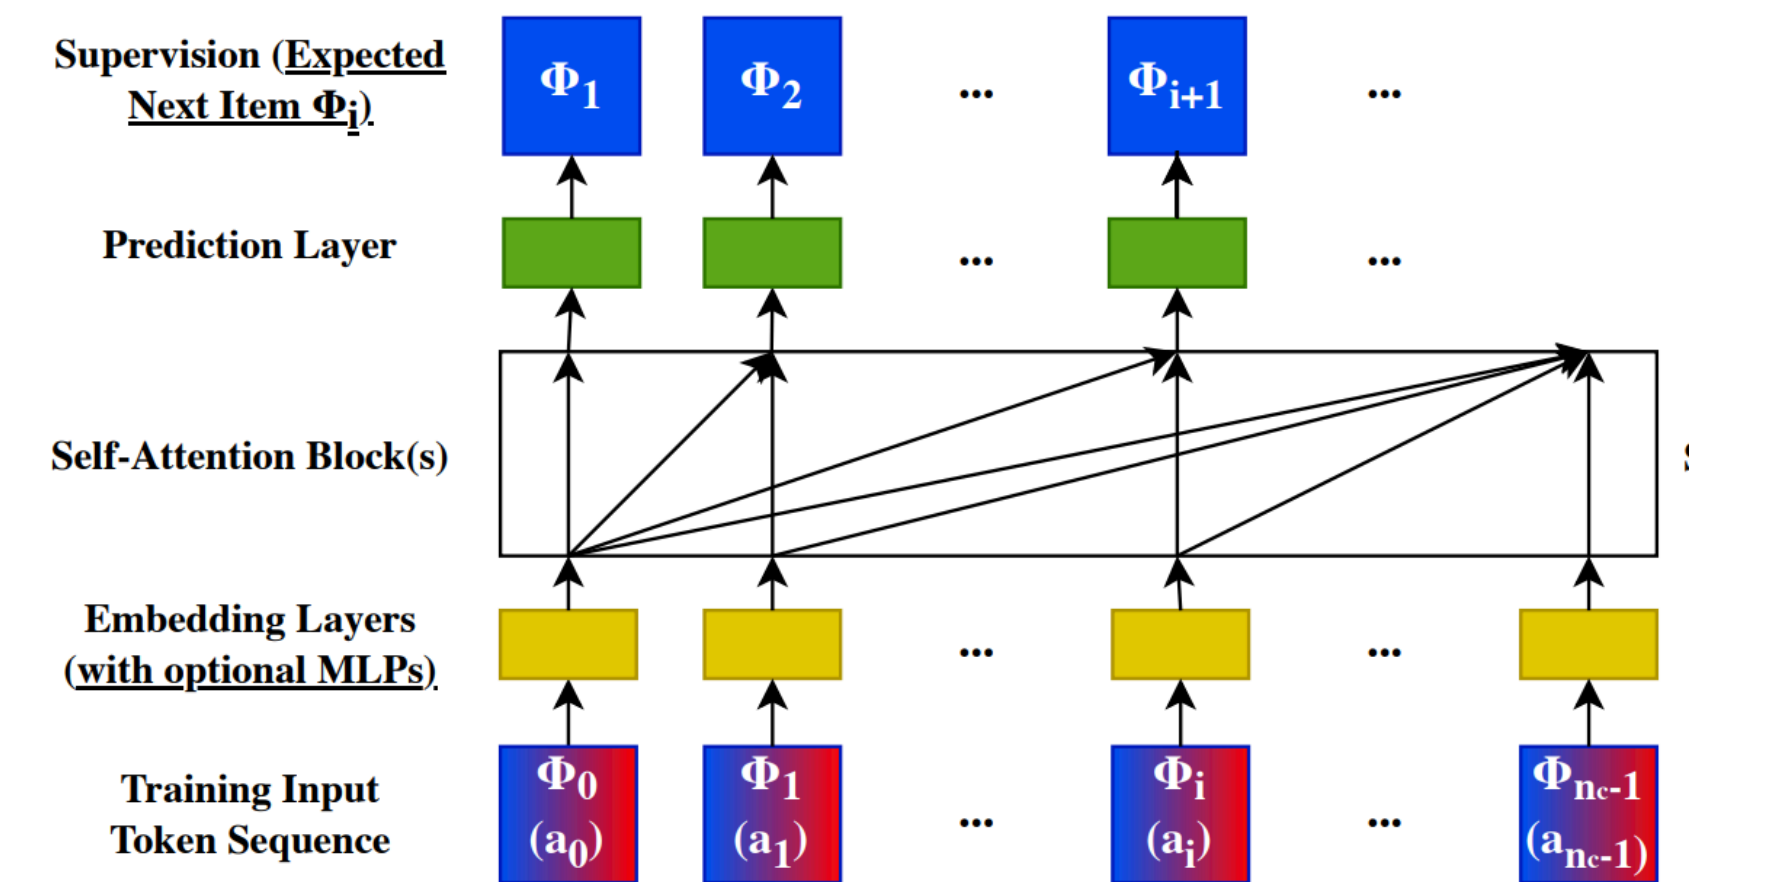 Supervision (Expected
Next Item Φi)
Φ1
Φ2
...
Φi+1
...
Prediction Layer
...
...
Self-Attention Block(s)
Embedding Layers
(with optional MLPs)
...
...
Training Input
Token Sequence
Φ0
(a0)
Φ1
(a1)
...
Φi
(ai)
...
Φnc-1
(anc-1)